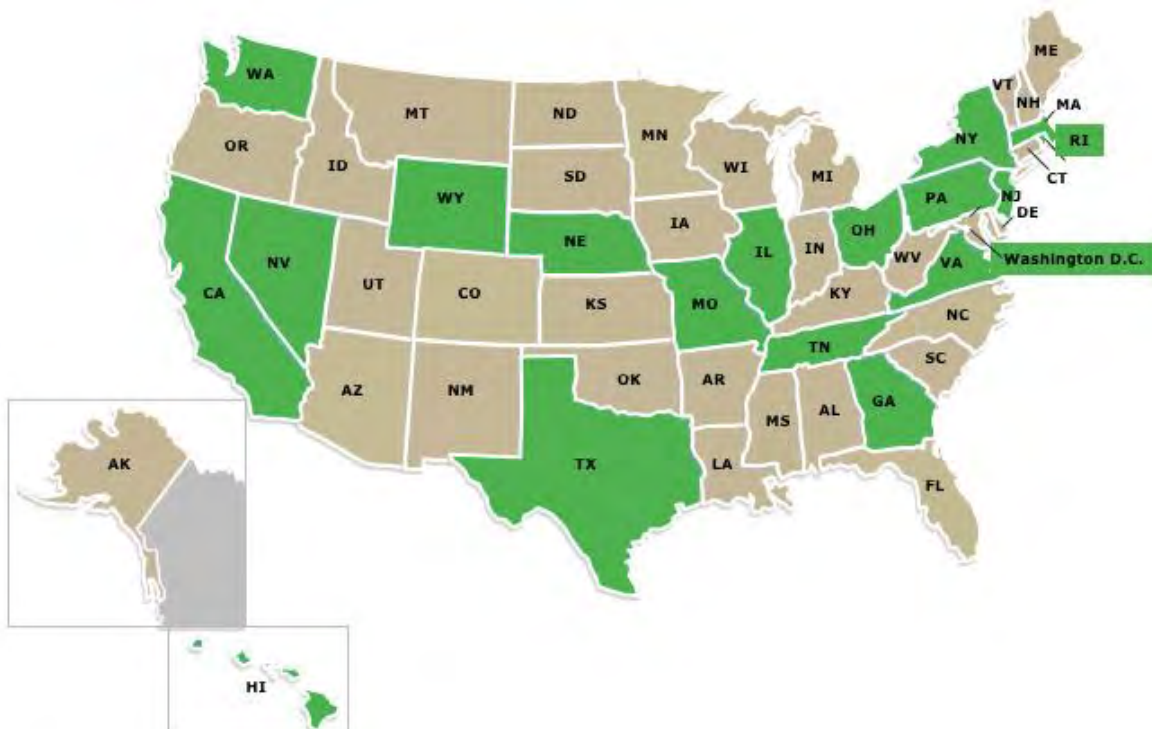 ME
WA
VT
NH
MA
MT
ND
MN
OR
NY
RI
ID
WI
SD
MI
CT
WY
PA
NJ
DE
IA
NE
OH
NV
IL
IN
WV
VA
Washington D.C.
UT
CO
CA
KS
MO
KY
NC
TN
SC
AZ
NM
OK
AR
GA
MS
AL
AK
TX
LA
FL
HI